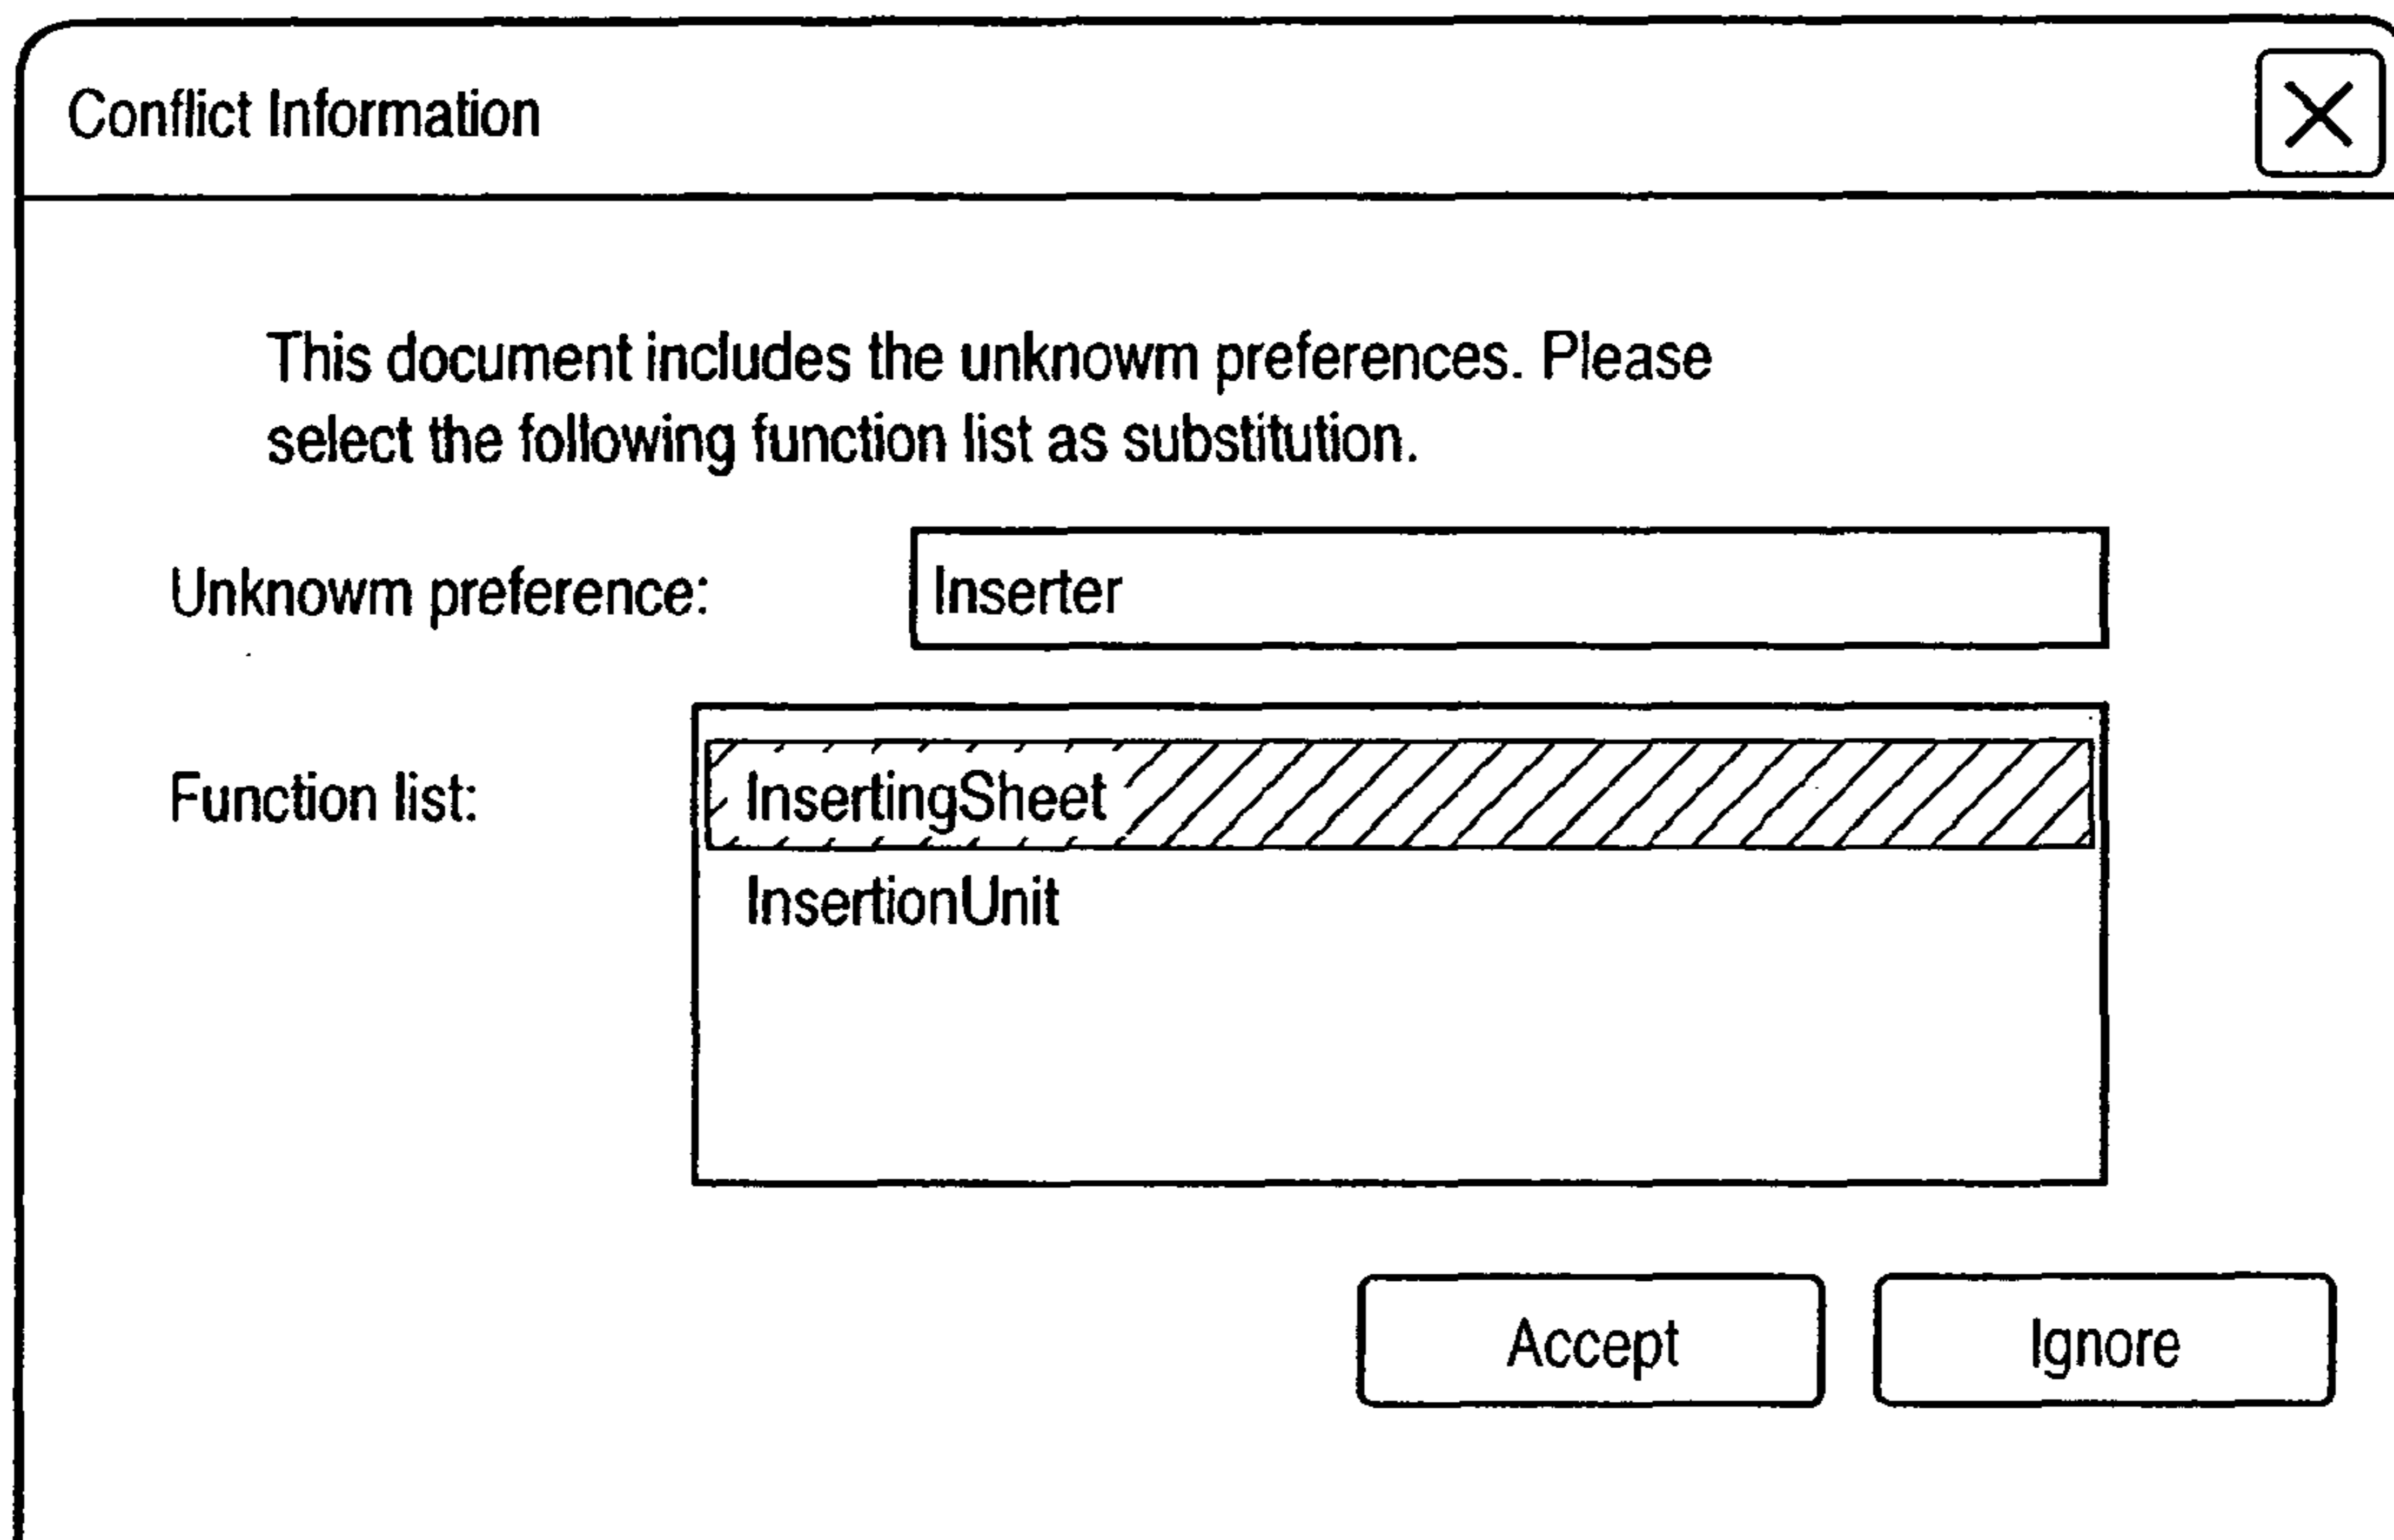 Conflict Information
This document includes the unknowm preferences. Please
select the following function list as substitution.
Unknowm preference:
Inserter
Function list:
InsertingSheet
InsertionUnit
Accept
Ignore